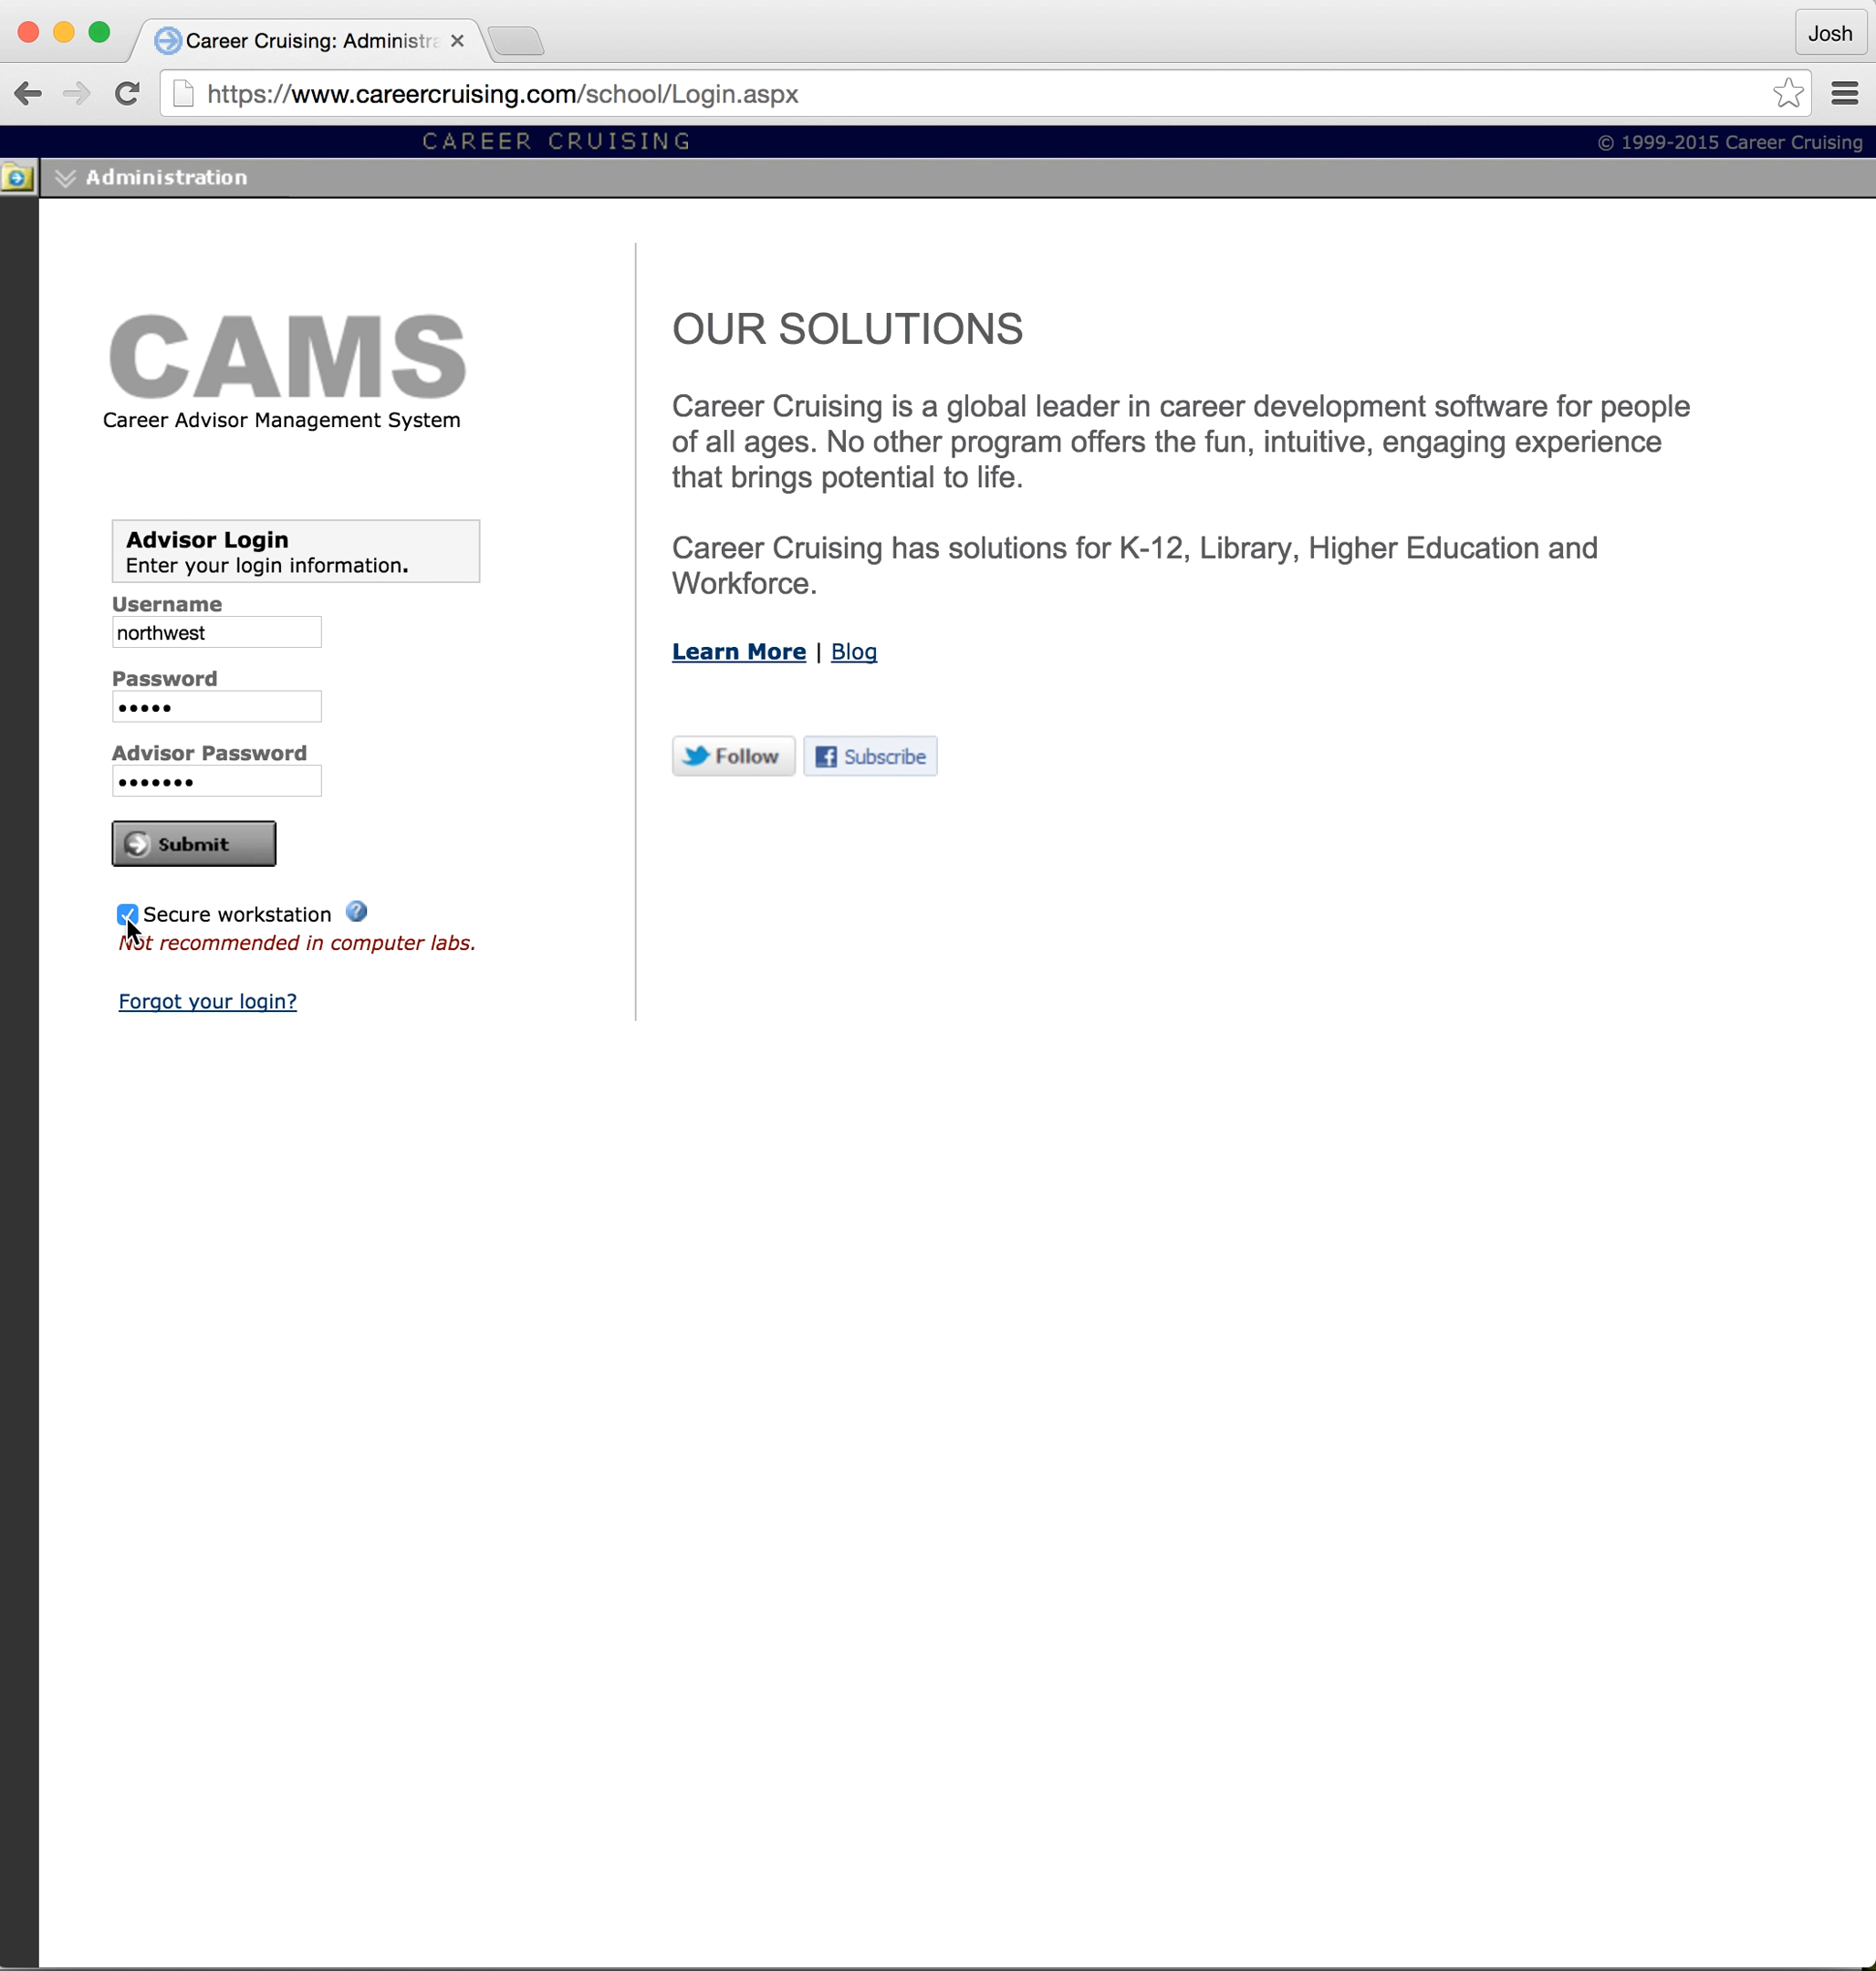 Career Cruising: Administra
Josh
https://www.careercruising.com/school/Login.aspx
CAREER CRUISING
© 1999-2015 Career Cruising
Administration
CAMS
Career Advisor Management System
Advisor Login
Enter your login information.
Username
northwest
Password
•••••
Advisor Password
•••••••
Submit
Secure workstation ?
Not recommended in computer labs.
Forgot your login?
OUR SOLUTIONS
Career Cruising is a global leader in career development software for people
of all ages. No other program offers the fun, intuitive, engaging experience
that brings potential to life.
Career Cruising has solutions for K-12, Library, Higher Education and
Workforce.
Learn More | Blog
Follow
f Subscribe